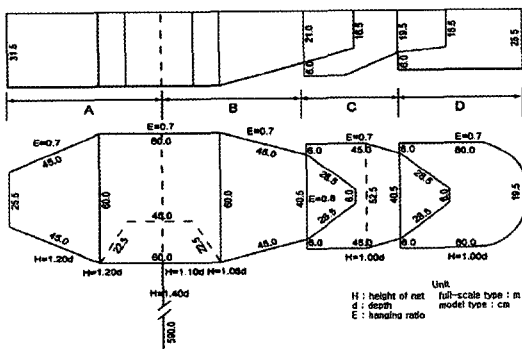 31.5
21.0
16.5
19.5
15.5
25.5
6.0
6.0
A
B
C
D
E=0.7
E=0.7
E=0.7
E=0.7
E=0.7
45.0
60.0
45.0
6.0
45.0
6.0
60.0
25.5
60.0
60.0
40.5
28.5
6.0
52.5
40.5
28.5
6.0
19.5
E=0.8
45.0
22.5
22.5
28.5
28.5
45.0
60.0
45.0
6.0
45.0
6.0
60.0
H=1.20d
H=1.20d
H=1.10d
H=1.08d
H=1.00d
H=1.00d
H=1.40d
590.0
Unit
H : height of net full-scale type : m
d : depth model type : cm
E : hanging ratio